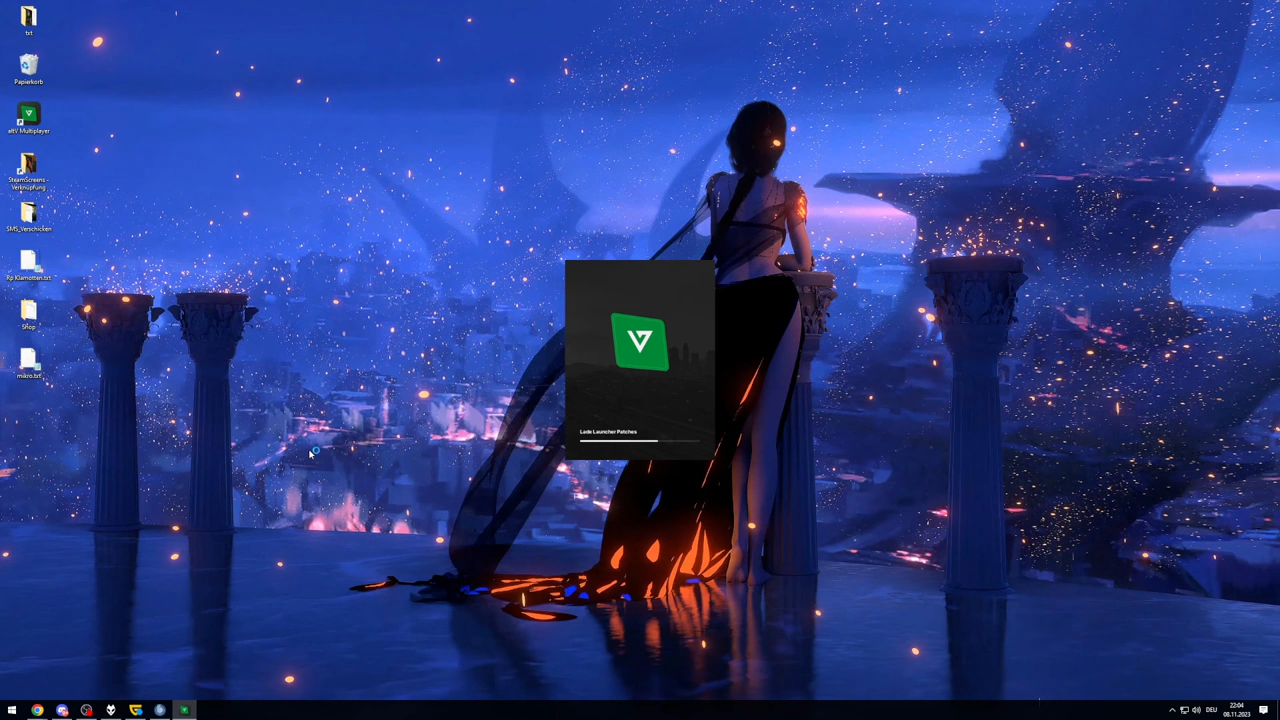 txt
Papierkorb
altV Multiplayer
SteamScreens -
Verknüpfung
SMS_Verschicken
Rp Klamotten.txt
Shop
mikro.txt
Lade Launcher Patches
DEU
22:04
08.11.2023